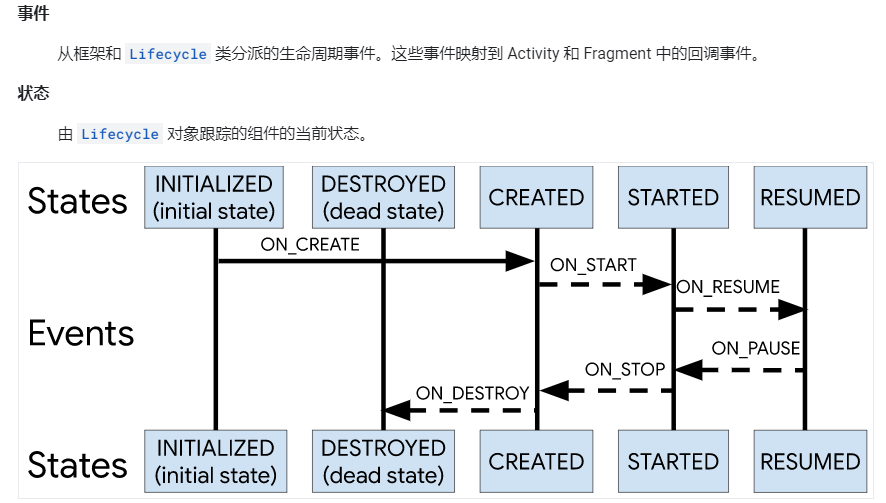 事件
从框架和 Lifecycle 类分派的生命周期事件。这些事件映射到 Activity 和 Fragment 中的回调事件。
状态
由 Lifecycle 对象跟踪的组件的当前状态。
States
INITIALIZED
(initial state)
DESTROYED
(dead state)
CREATED
STARTED
RESUMED
ON_CREATE
ON_START
ON_RESUME
Events
ON_PAUSE
ON_STOP
ON_DESTROY
States
INITIALIZED
(initial state)
DESTROYED
(dead state)
CREATED
STARTED
RESUMED